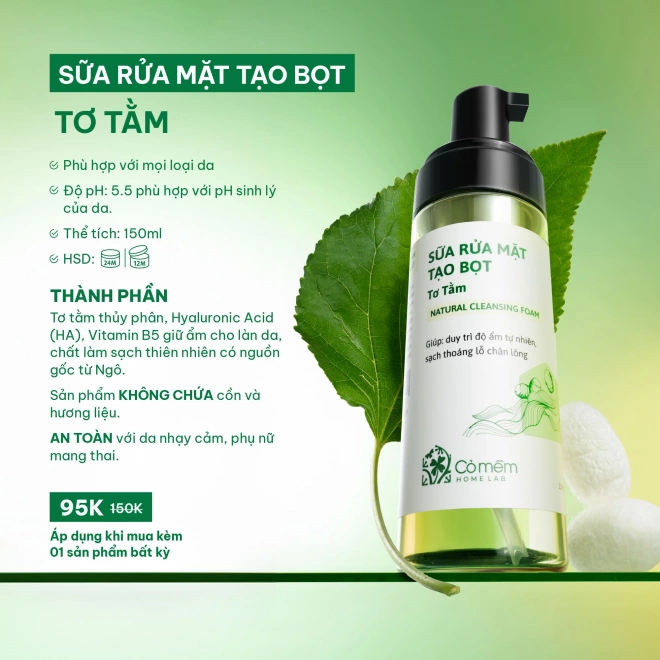 SỮA RỬA MẶT TẠO BỌT
TƠ TẰM
Phù hợp với mọi loại da
Độ pH: 5.5 phù hợp với pH sinh lý
của da.
Thể tích: 150ml
HSD: 24M 12M
THÀNH PHẦN
Tơ tằm thủy phân, Hyaluronic Acid
(HA), Vitamin B5 giữ ẩm cho làn da,
chất làm sạch thiên nhiên có nguồn
gốc từ Ngô.
Sản phẩm KHÔNG CHỨA cồn và
hương liệu.
AN TOÀN với da nhạy cảm, phụ nữ
mang thai.
95K 150K
Áp dụng khi mua kèm
01 sản phẩm bất kỳ
SỮA RỬA MẶT
TẠO BỌT
Tơ Tằm
NATURAL CLEANSING FOAM
Giúp: duy trì độ ẩm tự nhiên,
sạch thoáng lỗ chân lông
Cỏ mềm
HOME LAB